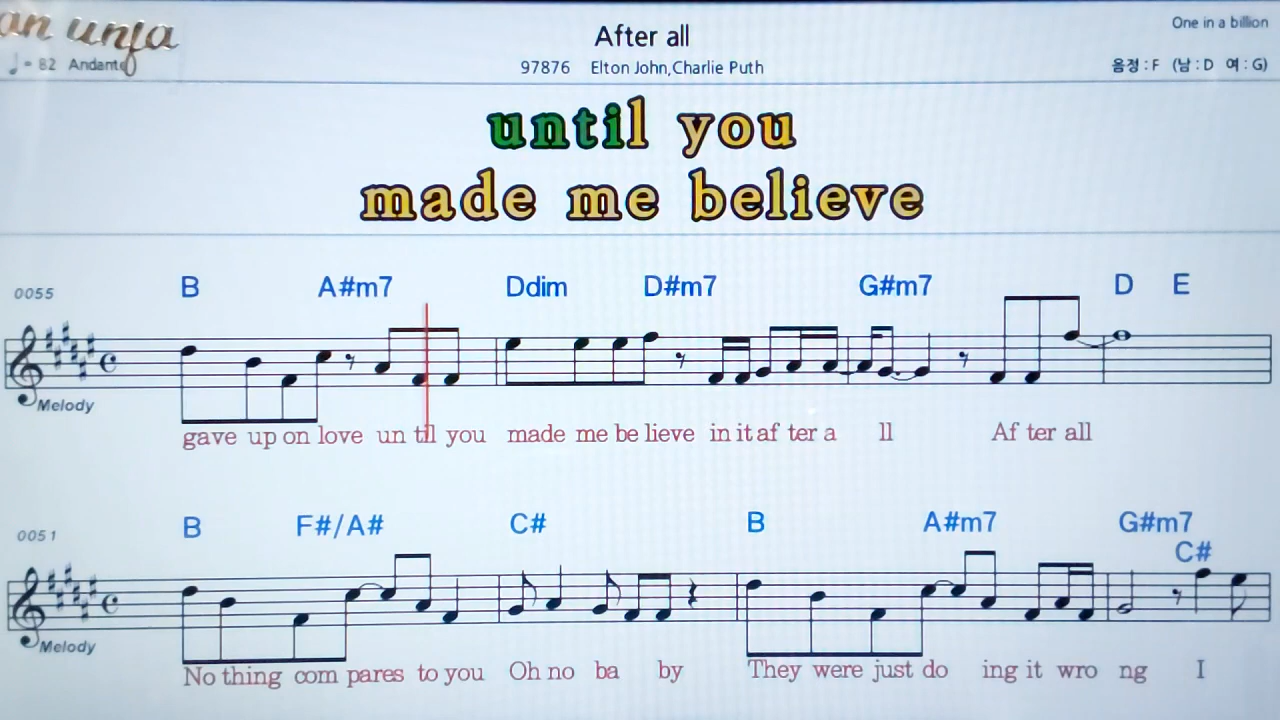 an unja
One in a billion
After all
♩= 82 Andante
97876 Elton John,Charlie Puth
음정 : F (남 : D 여 : G)
until you
made me believe
B A#m7 Ddim D#m7 G#m7 D E
0055
Melody
gave up on love un til you made me be lieve in it af ter a ll Af ter all
B F#/A# C# B A#m7 G#m7
C#
0051
Melody
No thing com pares to you Oh no ba by They were just do ing it wro ng I